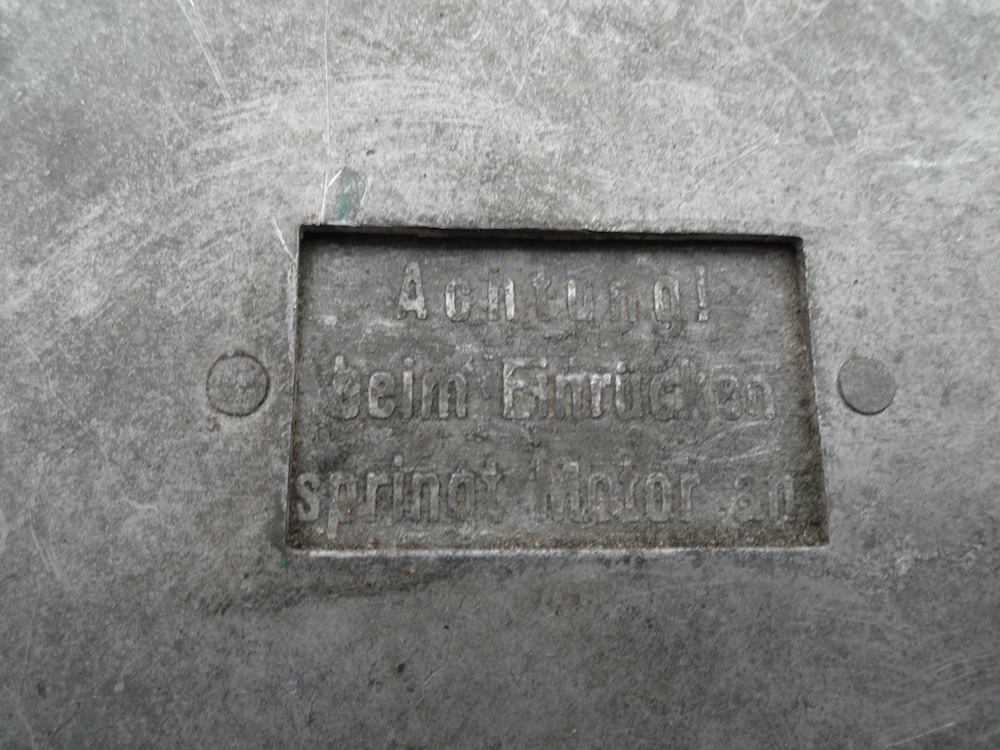 Achtung!
beim Einrücken
springt Motor an